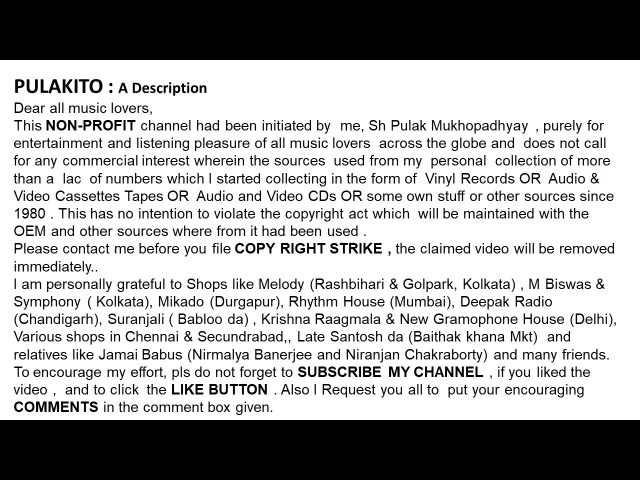 PULAKITO : A Description
Dear all music lovers,
This NON-PROFIT channel had been initiated by me, Sh Pulak Mukhopadhyay , purely for
entertainment and listening pleasure of all music lovers across the globe and does not call
for any commercial interest wherein the sources used from my personal collection of more
than a lac of numbers which I started collecting in the form of Vinyl Records OR Audio &
Video Cassettes Tapes OR Audio and Video CDs OR some own stuff or other sources since
1980 . This has no intention to violate the copyright act which will be maintained with the
OEM and other sources where from it had been used .
Please contact me before you file COPY RIGHT STRIKE , the claimed video will be removed
immediately..
I am personally grateful to Shops like Melody (Rashbihari & Golpark, Kolkata) , M Biswas &
Symphony ( Kolkata), Mikado (Durgapur), Rhythm House (Mumbai), Deepak Radio
(Chandigarh), Suranjali ( Babloo da) , Krishna Raagmala & New Gramophone House (Delhi),
Various shops in Chennai & Secundrabad,, Late Santosh da (Baithak khana Mkt) and
relatives like Jamai Babus (Nirmalya Banerjee and Niranjan Chakraborty) and many friends.
To encourage my effort, pls do not forget to SUBSCRIBE MY CHANNEL , if you liked the
video , and to click the LIKE BUTTON . Also I Request you all to put your encouraging
COMMENTS in the comment box given.